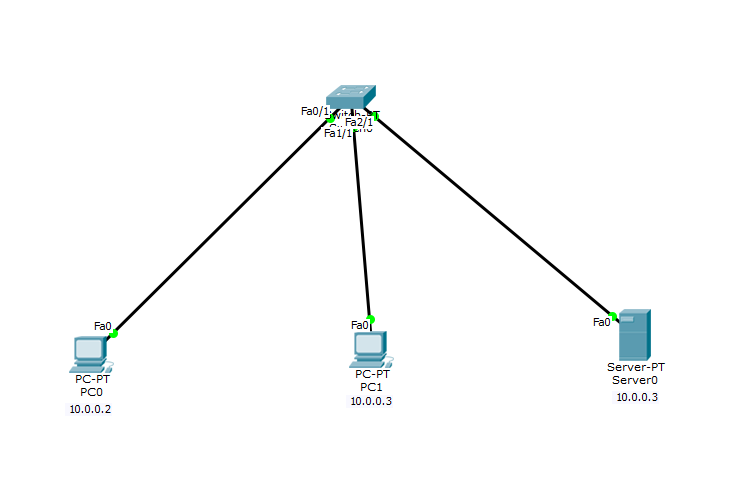 Fa0/1
Fa2/1
Fa1/1
Fa0
PC-PT
PC0
10.0.0.2
Fa0
PC-PT
PC1
10.0.0.3
Fa0
Server-PT
Server0
10.0.0.3